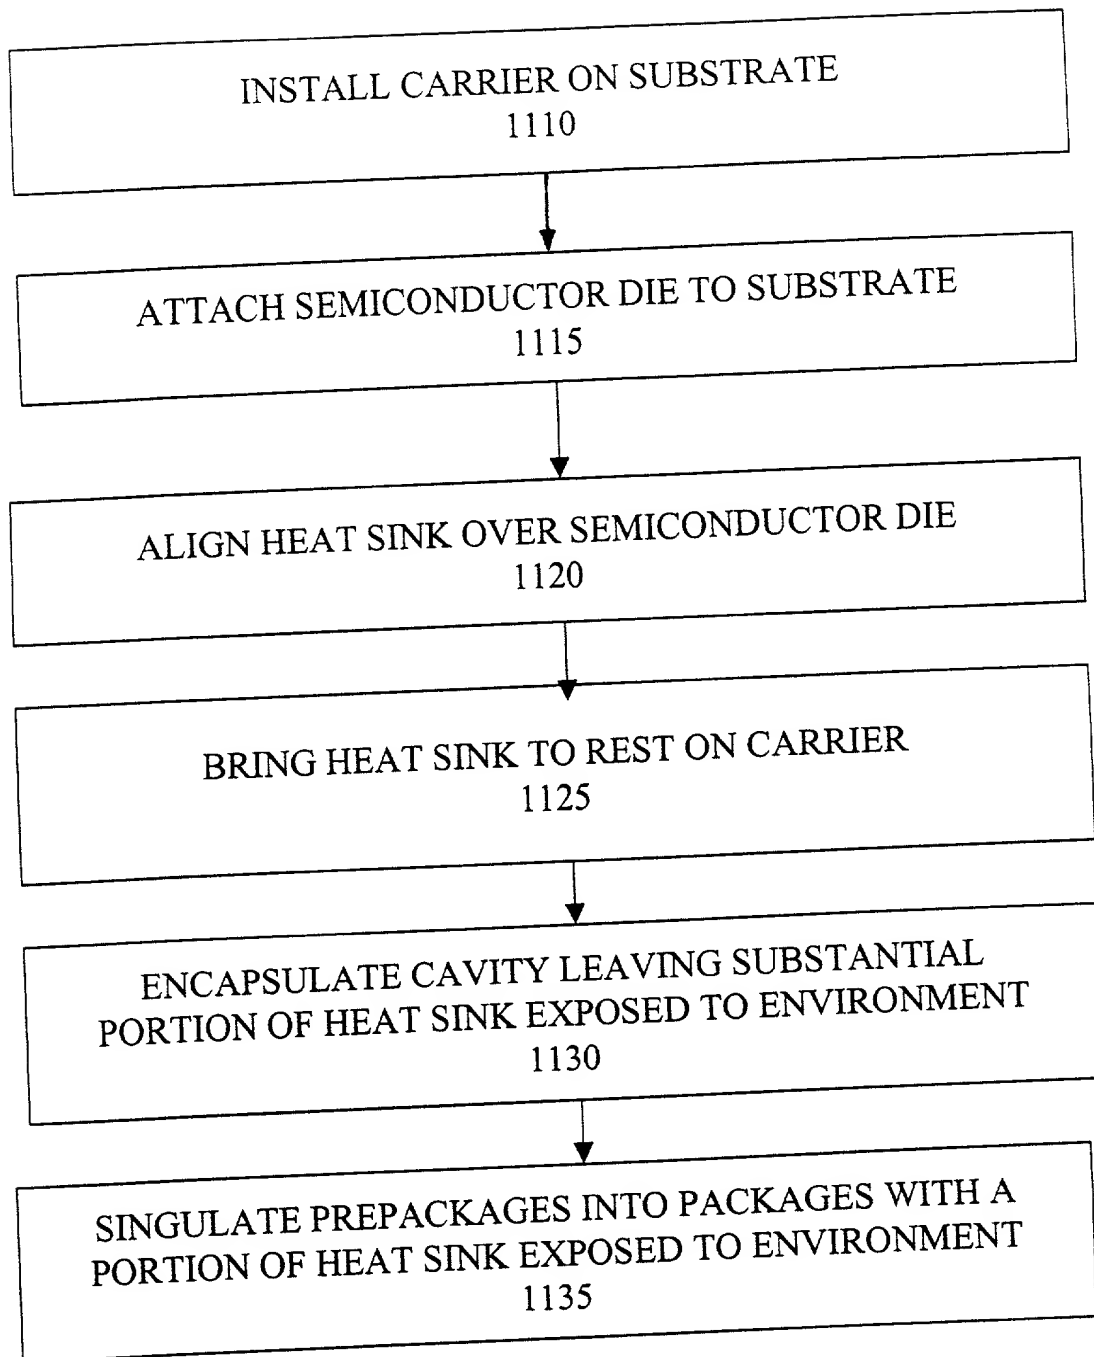 INSTALL CARRIER ON SUBSTRATE
1110
ATTACH SEMICONDUCTOR DIE TO SUBSTRATE
1115
ALIGN HEAT SINK OVER SEMICONDUCTOR DIE
1120
BRING HEAT SINK TO REST ON CARRIER
1125
ENCAPSULATE CAVITY LEAVING SUBSTANTIAL
PORTION OF HEAT SINK EXPOSED TO ENVIRONMENT
1130
SINGULATE PREPACKAGES INTO PACKAGES WITH A
PORTION OF HEAT SINK EXPOSED TO ENVIRONMENT
1135